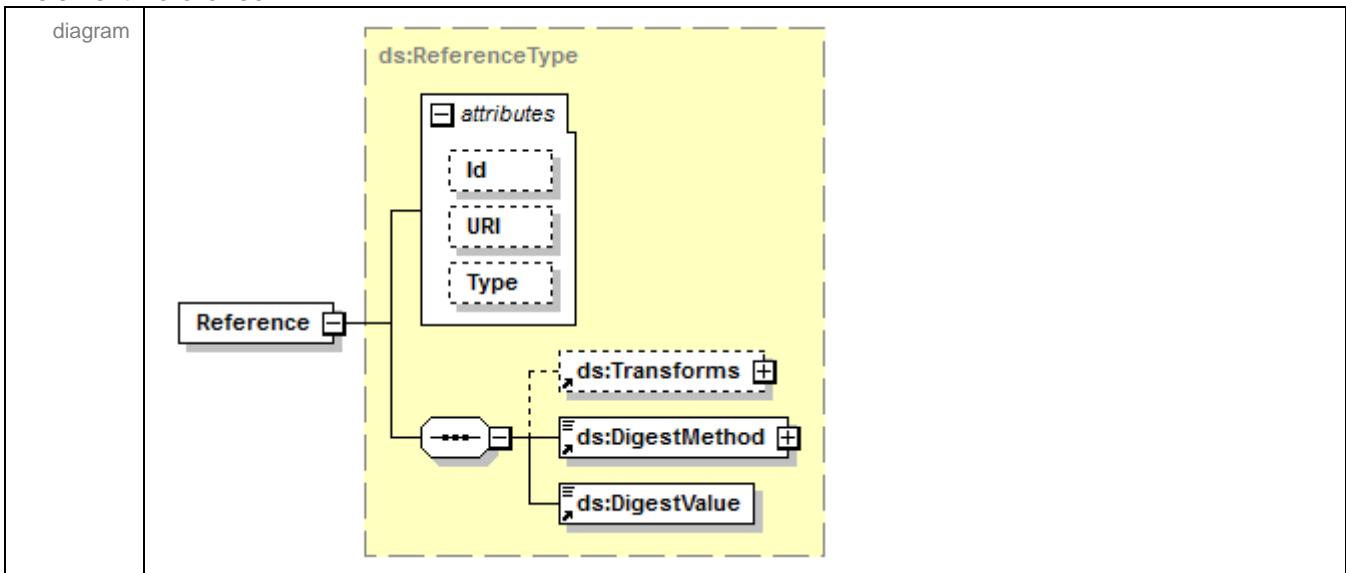 diagram
ds:ReferenceType
attributes
Id
URI
Type
Reference
ds:Transforms
ds:DigestMethod
ds:DigestValue